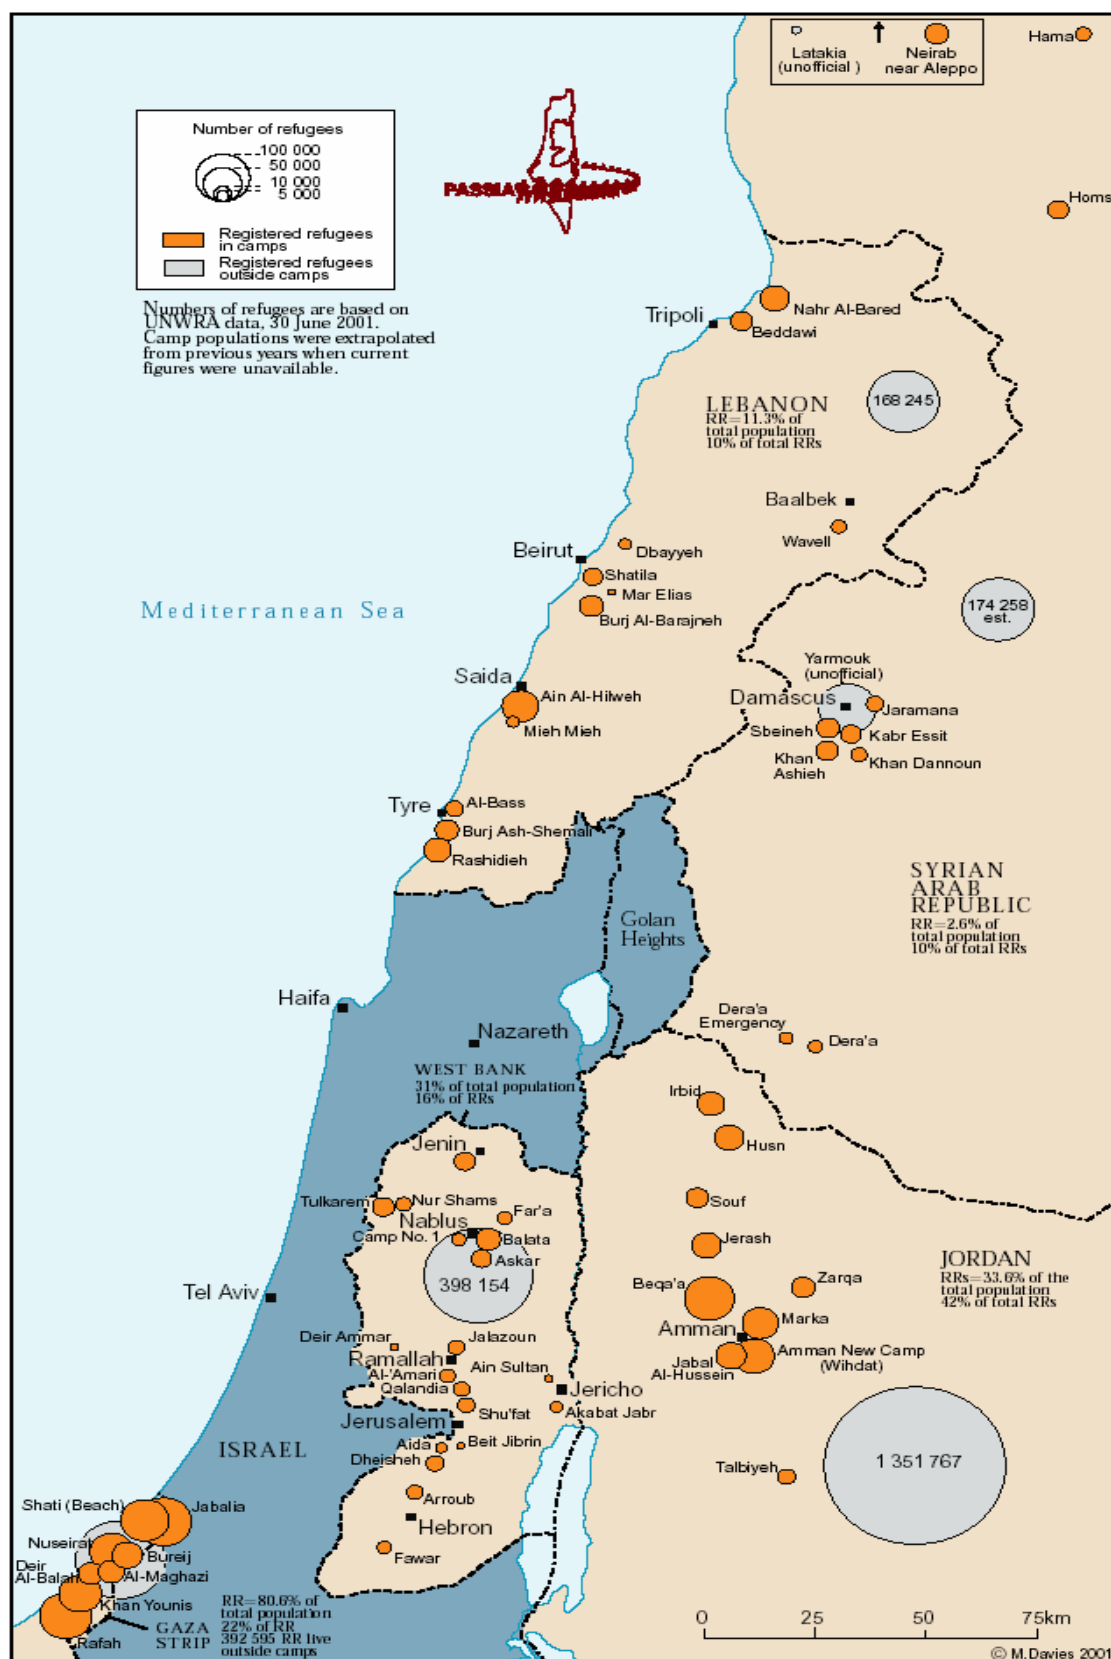 Latakia
(unofficial )
Neirab
near Aleppo
Hama
Number of refugees
100 000
50 000
10 000
5 000
Registered refugees
in camps
Registered refugees
outside camps
PASSIA
Homs
Numbers of refugees are based on
UNWRA data, 30 June 2001.
Camp populations were extrapolated
from previous years when current
figures were unavailable.
Tripoli
Nahr Al-Bared
Beddawi
LEBANON
RR=11.3% of
total population
10% of total RRs
168 245
Baalbek
Wavell
Beirut
Dbayyeh
Shatila
Mar Elias
Burj Al-Barajneh
Mediterranean Sea
174 258
est.
Yarmouk
(unofficial)
Saida
Ain Al-Hilweh
Mieh Mieh
Damascus
Jaramana
Sbeineh
Kabr Essit
Khan
Ashieh
Khan Dannoun
Tyre
Al-Bass
Burj Ash-Shemali
Rashidieh
SYRIAN
ARAB
REPUBLIC
RR=2.6% of
total population
10% of total RRs
Golan
Heights
Haifa
Nazareth
Dera'a
Emergency
Dera'a
WEST BANK
31% of total population
16% of RRs
Irbid
Husn
Jenin
Tulkarem
Nur Shams
Far'a
Nablus
Camp No. 1
Balata
Askar
398 154
Souf
Jerash
JORDAN
RRs=33.6% of the
total population
42% of total RRs
Beqa'a
Zarqa
Marka
Amman
Amman New Camp
(Wihdat)
Jabal
Al-Hussein
Tel Aviv
Deir Ammar
Jalazoun
Ramallah
Ain Sultan
Al-'Amari
Qalandia
Jericho
Shu'fat
Akabat Jabr
Jerusalem
Aida
Beit Jibrin
Dheisheh
ISRAEL
1 351 767
Talbiyeh
Arroub
Hebron
Fawar
Shati (Beach)
Jabalia
Nuseirat
Bureij
Deir
Al-Balah
Al-Maghazi
Khan Younis
Rafah
GAZA
STRIP
RR=80.6% of
total population
22% of RR
392 595 RR live
outside camps
0 25 50 75km
© M.Davies 2001